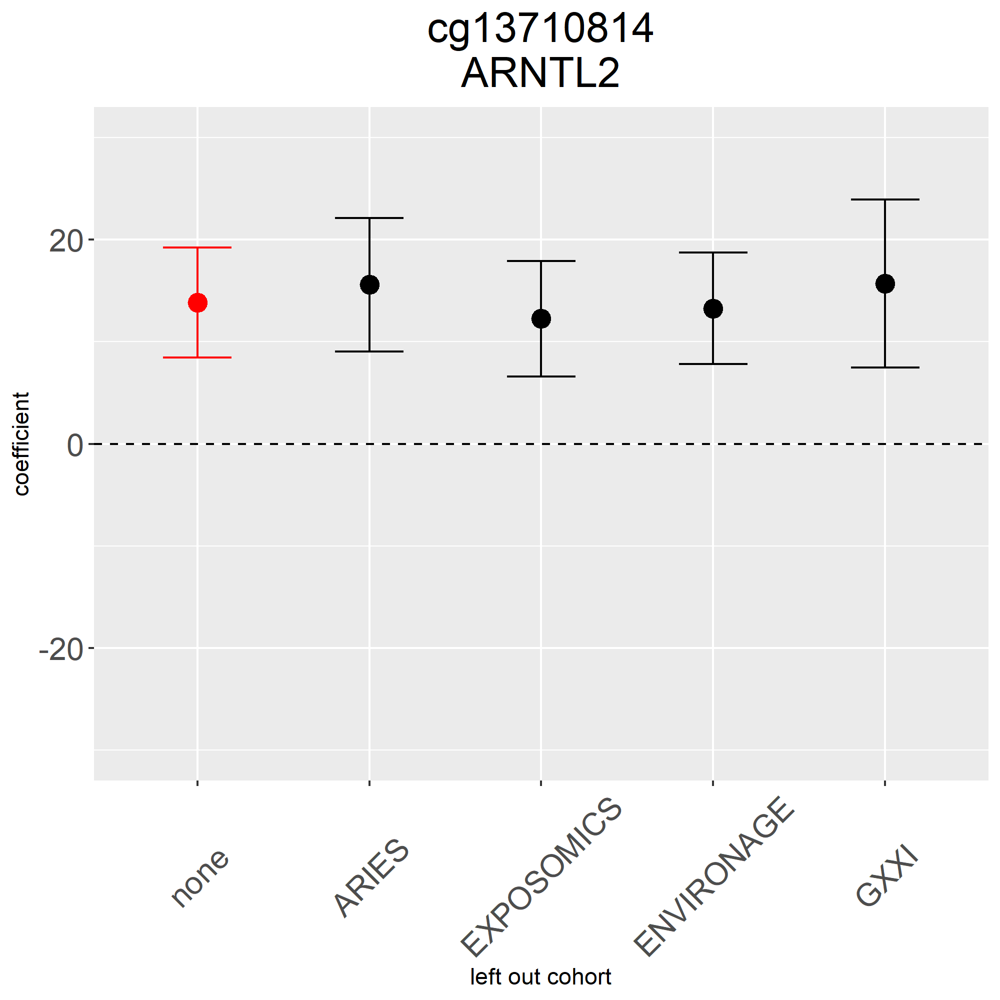 cg13710814
ARNTL2
coefficient
20
0
-20
none
ARIES
EXPOSOMICS
ENVIRONAGE
GXXI
left out cohort